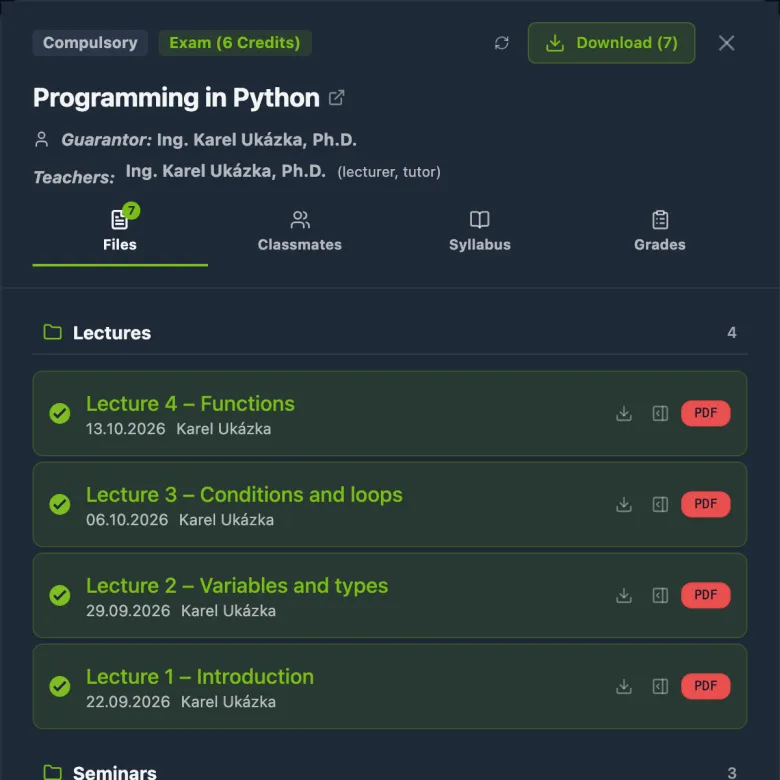 Compulsory Exam (6 Credits) Download (7)
Programming in Python
Guarantor: Ing. Karel Ukázka, Ph.D.
Teachers: Ing. Karel Ukázka, Ph.D. (lecturer, tutor)
7
Files Classmates Syllabus Grades
Lectures 4
Lecture 4 – Functions
13.10.2026 Karel Ukázka
PDF
Lecture 3 – Conditions and loops
06.10.2026 Karel Ukázka
PDF
Lecture 2 – Variables and types
29.09.2026 Karel Ukázka
PDF
Lecture 1 – Introduction
22.09.2026 Karel Ukázka
PDF
Seminars 3